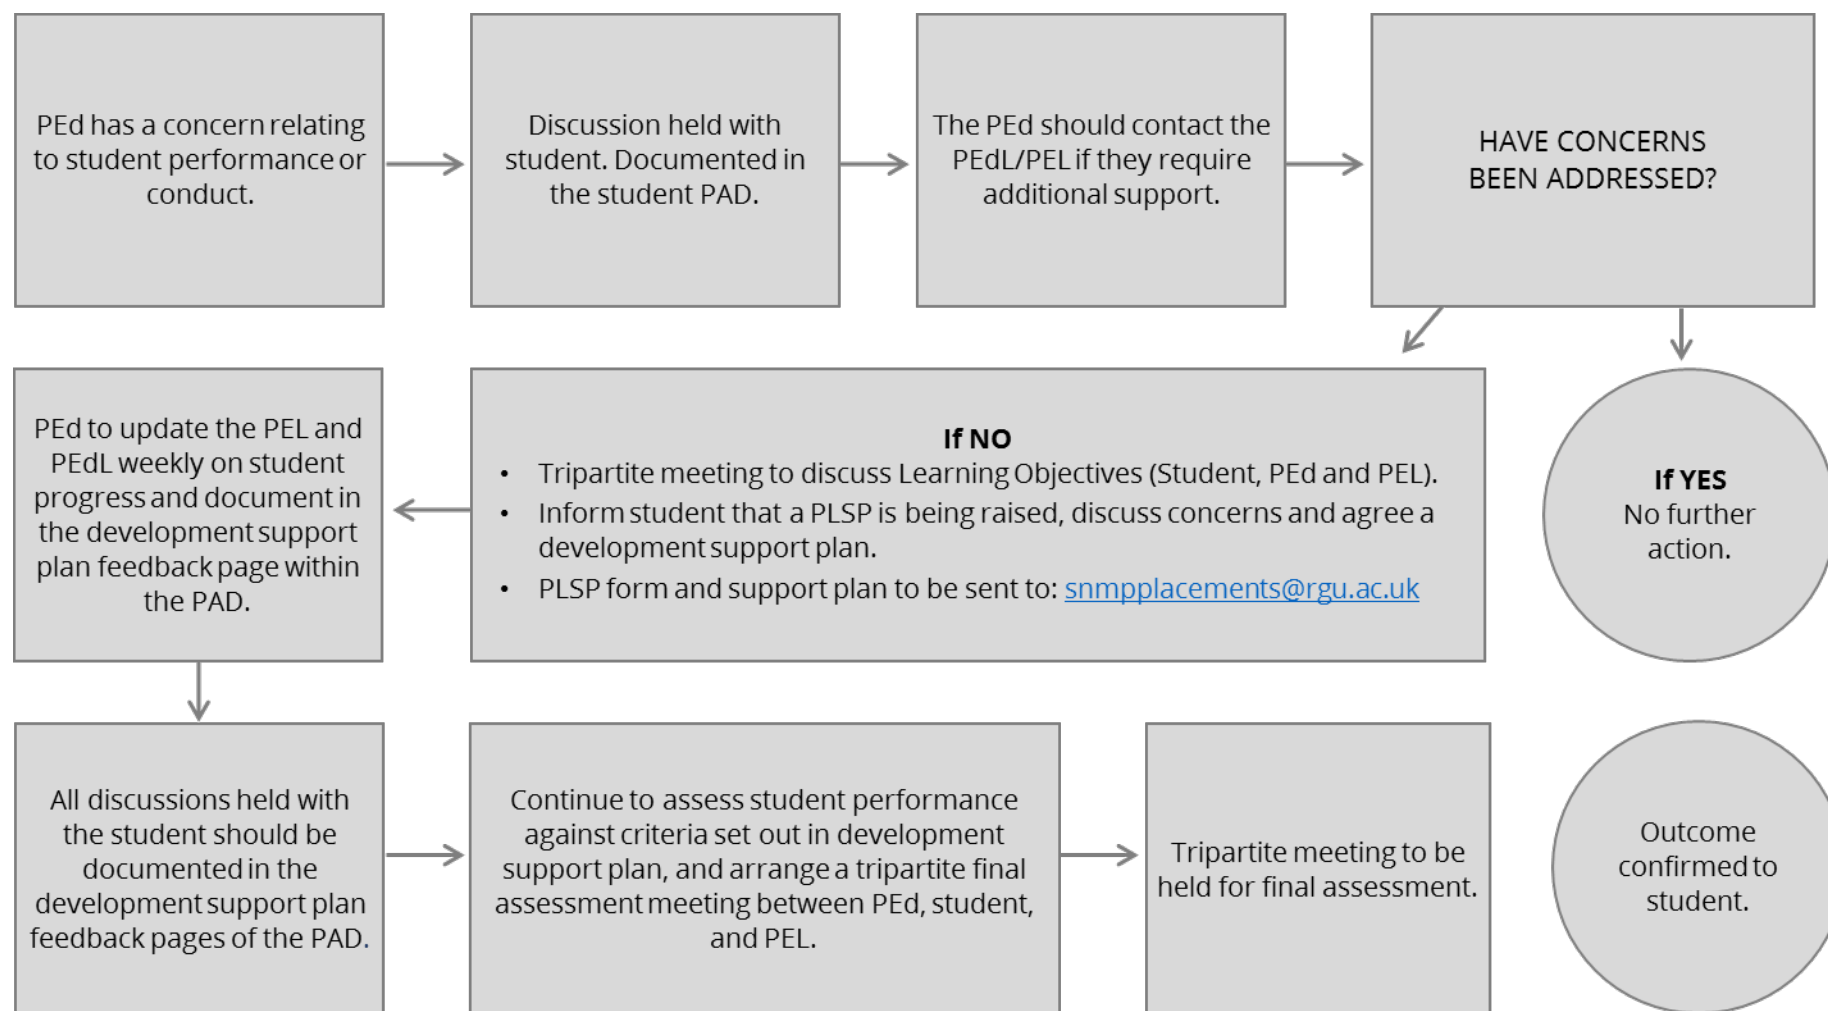 PEd has a concern relating
to student performance or
conduct.
Discussion held with
student. Documented in
the student PAD.
The PEd should contact the
PEdL/PEL if they require
additional support.
HAVE CONCERNS
BEEN ADDRESSED?
PEd to update the PEL and
PEdL weekly on student
progress and document in
the development support
plan feedback page within
the PAD.
If NO
• Tripartite meeting to discuss Learning Objectives (Student, PEd and PEL).
• Inform student that a PLSP is being raised, discuss concerns and agree a
development support plan.
• PLSP form and support plan to be sent to: snmpplacements@rgu.ac.uk
If YES
No further
action.
All discussions held with
the student should be
documented in the
development support plan
feedback pages of the PAD.
Continue to assess student performance
against criteria set out in development
support plan, and arrange a tripartite final
assessment meeting between PEd, student,
and PEL.
Tripartite meeting to be
held for final assessment.
Outcome
confirmed to
student.